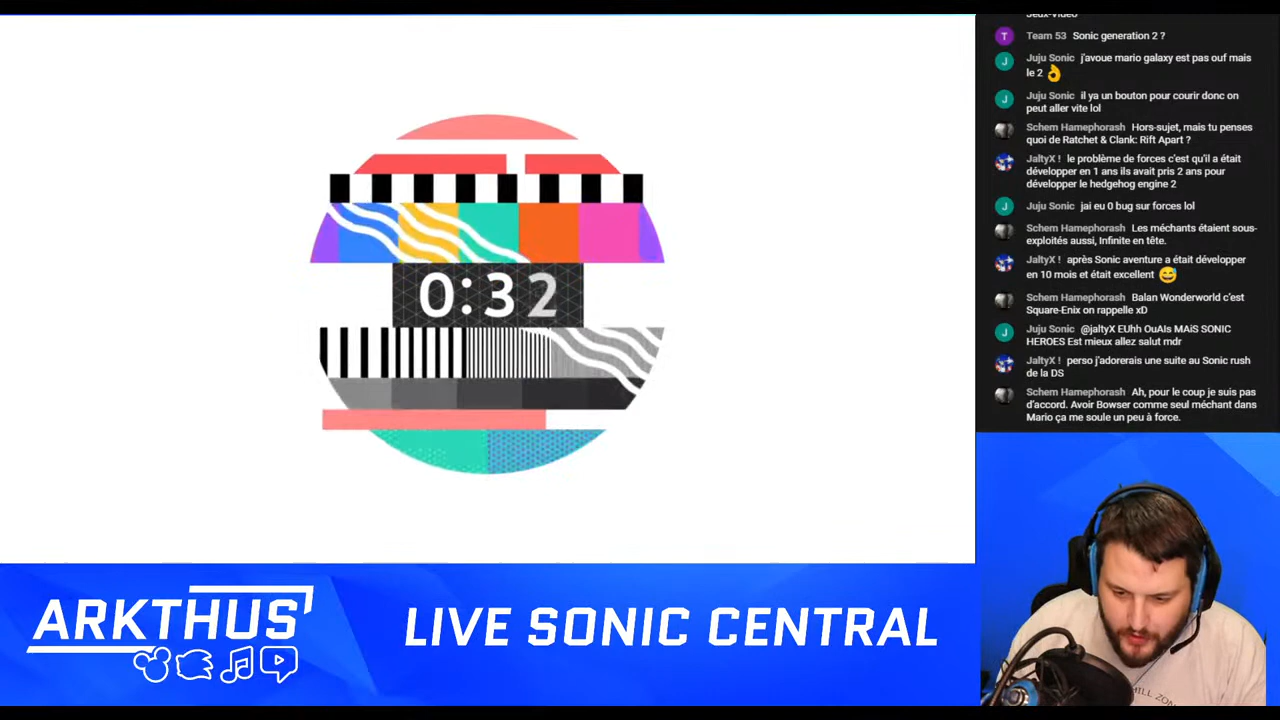 Jeux-Vidéo
T Team 53 Sonic generation 2 ?
J Juju Sonic j'avoue mario galaxy est pas ouf mais
le 2 👌
J Juju Sonic il ya un bouton pour courir donc on
peut aller vite lol
Schem Hamephorash Hors-sujet, mais tu penses
quoi de Ratchet & Clank: Rift Apart ?
JaltyX ! le problème de forces c'est qu'il a était
développer en 1 ans ils avait pris 2 ans pour
développer le hedgehog engine 2
J Juju Sonic jai eu 0 bug sur forces lol
Schem Hamephorash Les méchants étaient sous-
exploités aussi, Infinite en tête.
JaltyX ! après Sonic aventure a était développer
en 10 mois et était excellent 😅
Schem Hamephorash Balan Wonderworld c'est
Square-Enix on rappelle xD
J Juju Sonic @jaltyX EUhh OuAIs MAiS SONIC
HEROES Est mieux allez salut mdr
JaltyX ! perso j'adorerais une suite au Sonic rush
de la DS
Schem Hamephorash Ah, pour le coup je suis pas
d'accord. Avoir Bowser comme seul méchant dans
Mario ça me soule un peu à force.
0:32
ARKTHUS
LIVE SONIC CENTRAL
HILL ZON